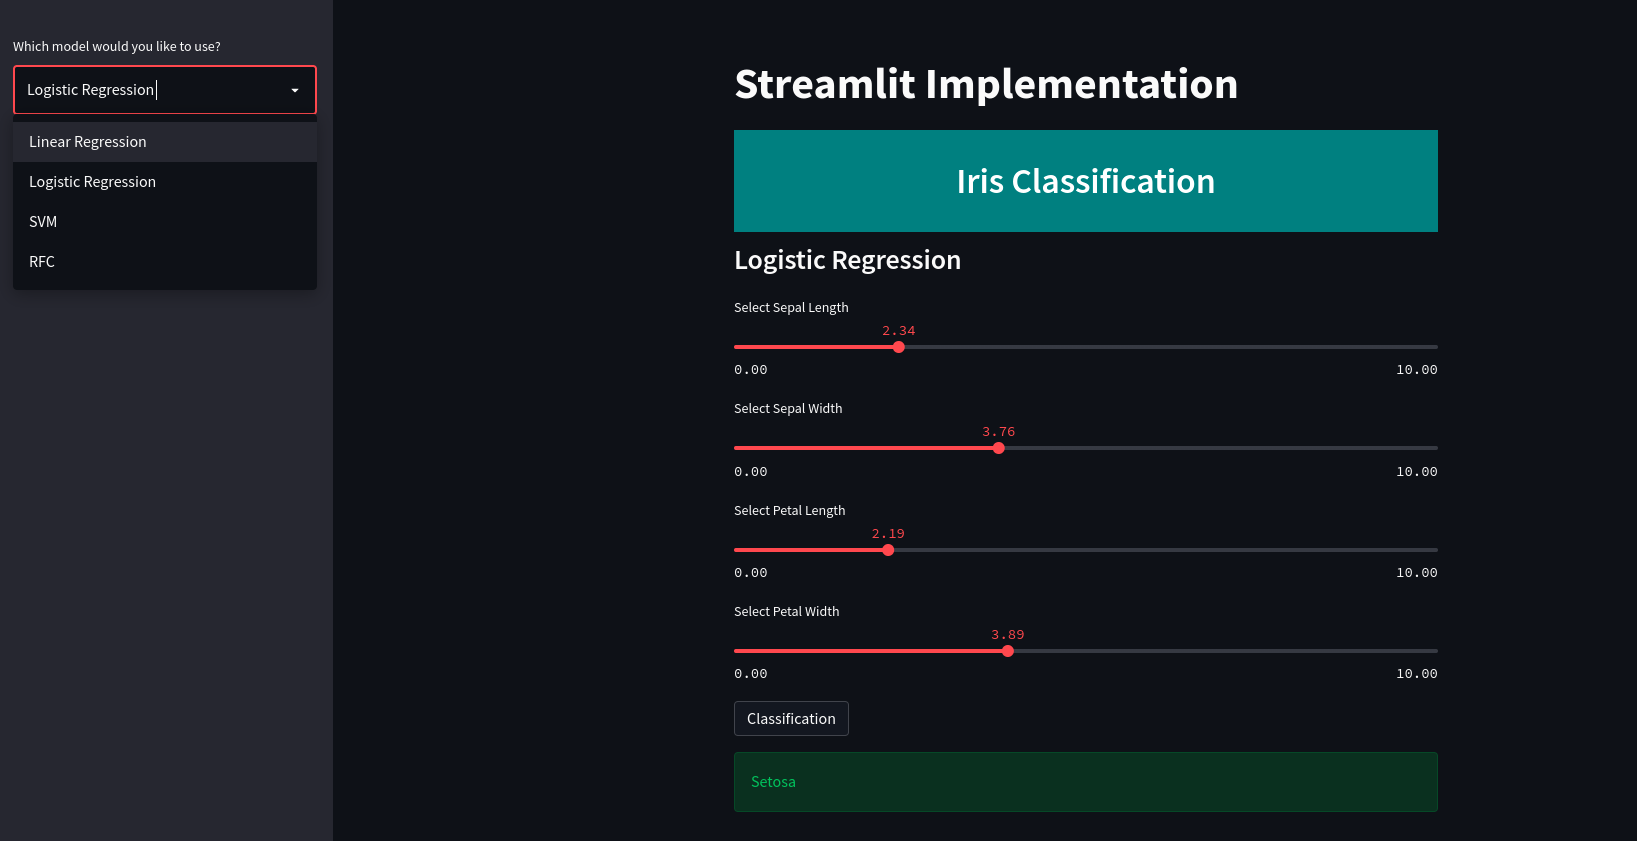 Which model would you like to use?
Logistic Regression
Linear Regression
Logistic Regression
SVM
RFC
Streamlit Implementation
Iris Classification
Logistic Regression
Select Sepal Length
2.34
0.00 10.00
Select Sepal Width
3.76
0.00 10.00
Select Petal Length
2.19
0.00 10.00
Select Petal Width
3.89
0.00 10.00
Classification
Setosa